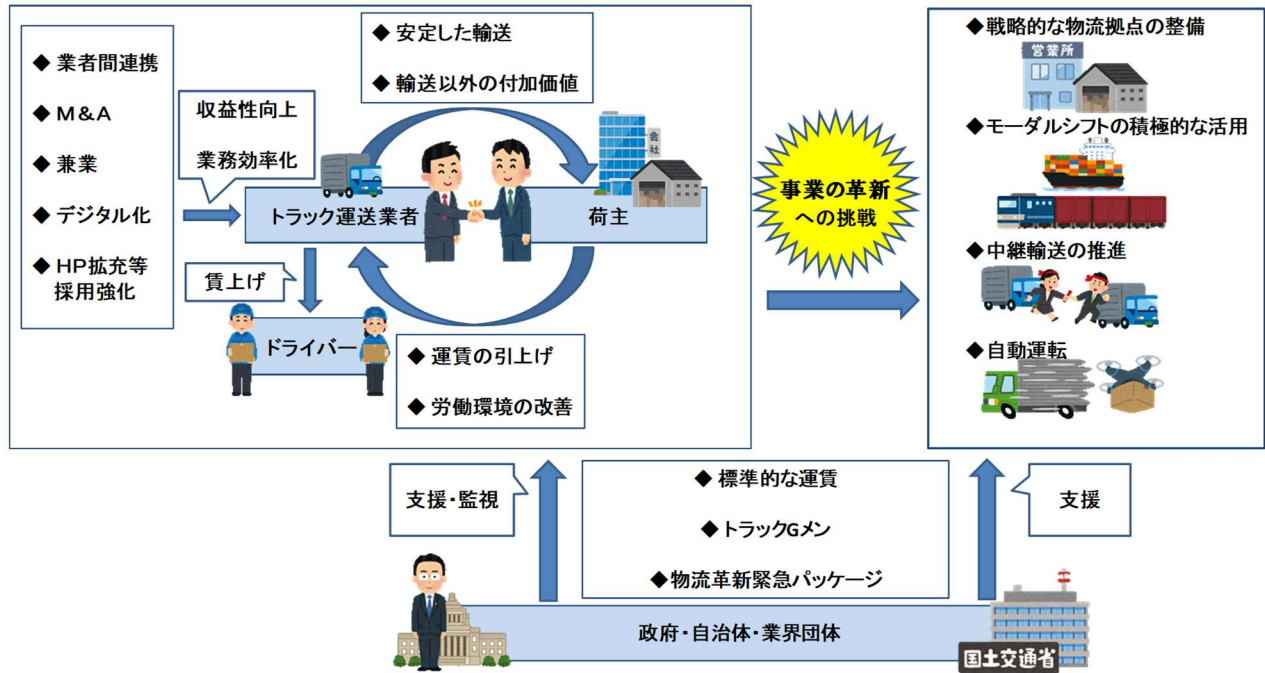 ◆ 業者間連携
◆ M&A
◆ 兼業
◆ デジタル化
◆ HP拡充等
採用強化
収益性向上
業務効率化
◆ 安定した輸送
◆ 輸送以外の付加価値
会社
トラック運送業者
荷主
賃上げ
ドライバー
◆ 運賃の引上げ
◆ 労働環境の改善
事業の革新
への挑戦
◆戦略的な物流拠点の整備
営業所
◆モーダルシフトの積極的な活用
◆中継輸送の推進
◆自動運転
支援・監視
◆ 標準的な運賃
◆ トラックGメン
◆物流革新緊急パッケージ
支援
政府・自治体・業界団体
国土交通省